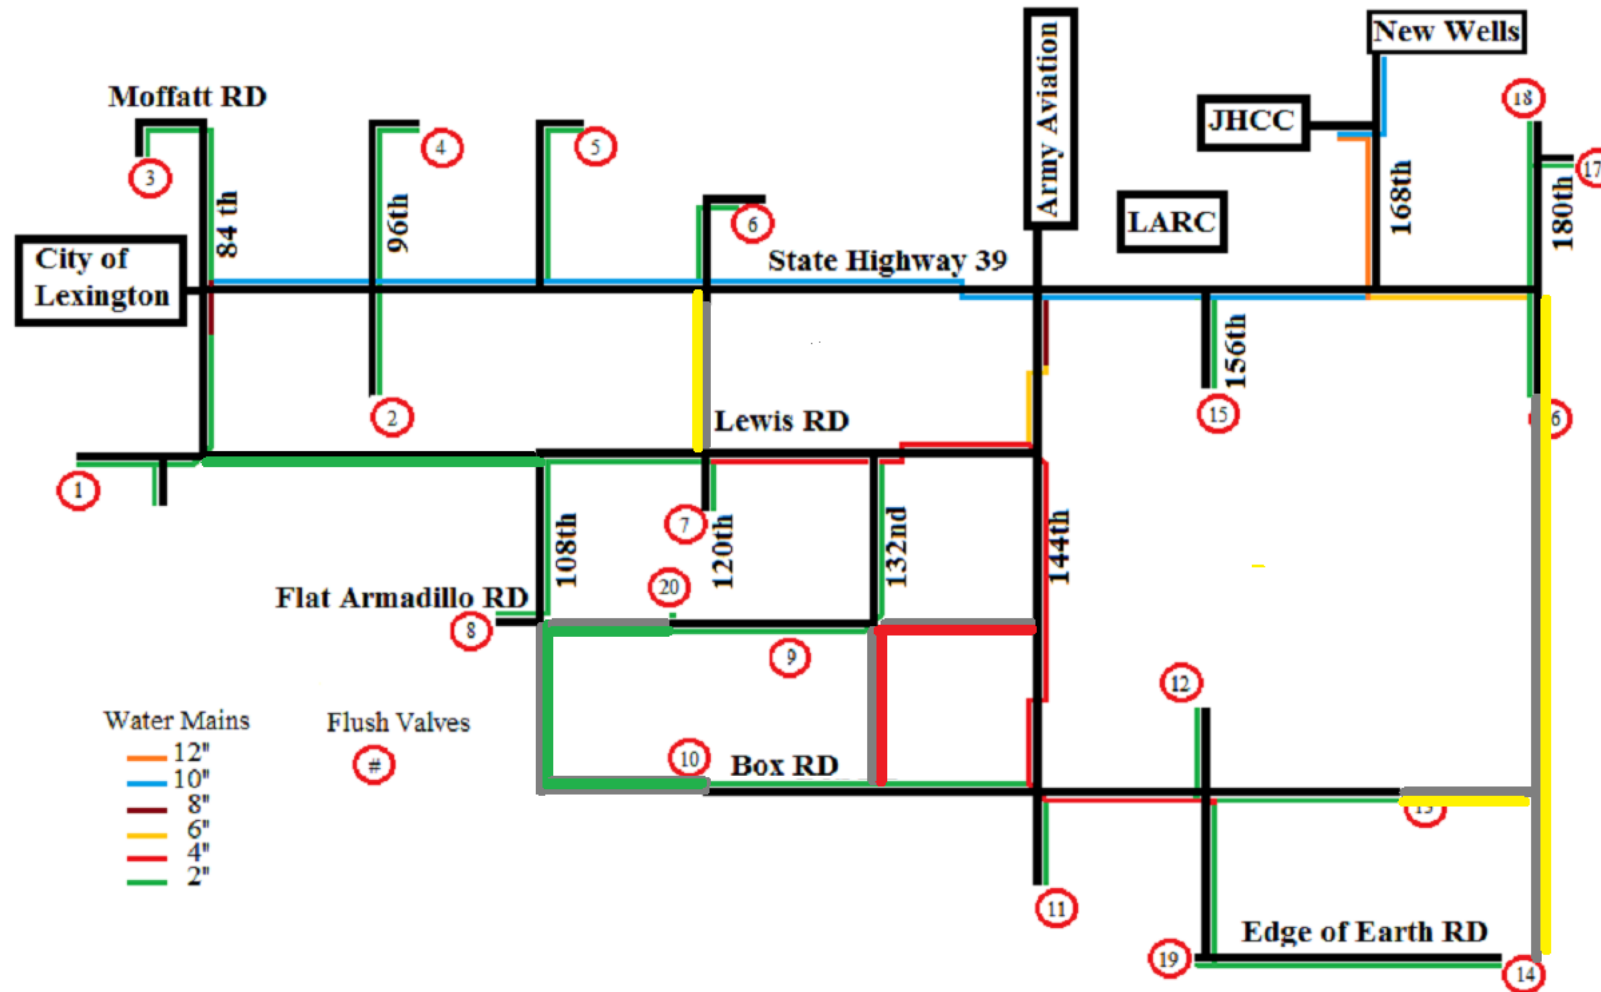 New Wells
Army Aviation
Moffatt RD
18
JHCC
3
4
5
17
84 th
96th
168th
180th
LARC
6
City of
Lexington
State Highway 39
156th
2
Lewis RD
15
6
1
7
120th
108th
132nd
144th
20
Flat Armadillo RD
8
9
12
Water Mains
Flush Valves
12"
#
10"
8"
6"
4"
2"
10
Box RD
11
Edge of Earth RD
19
14